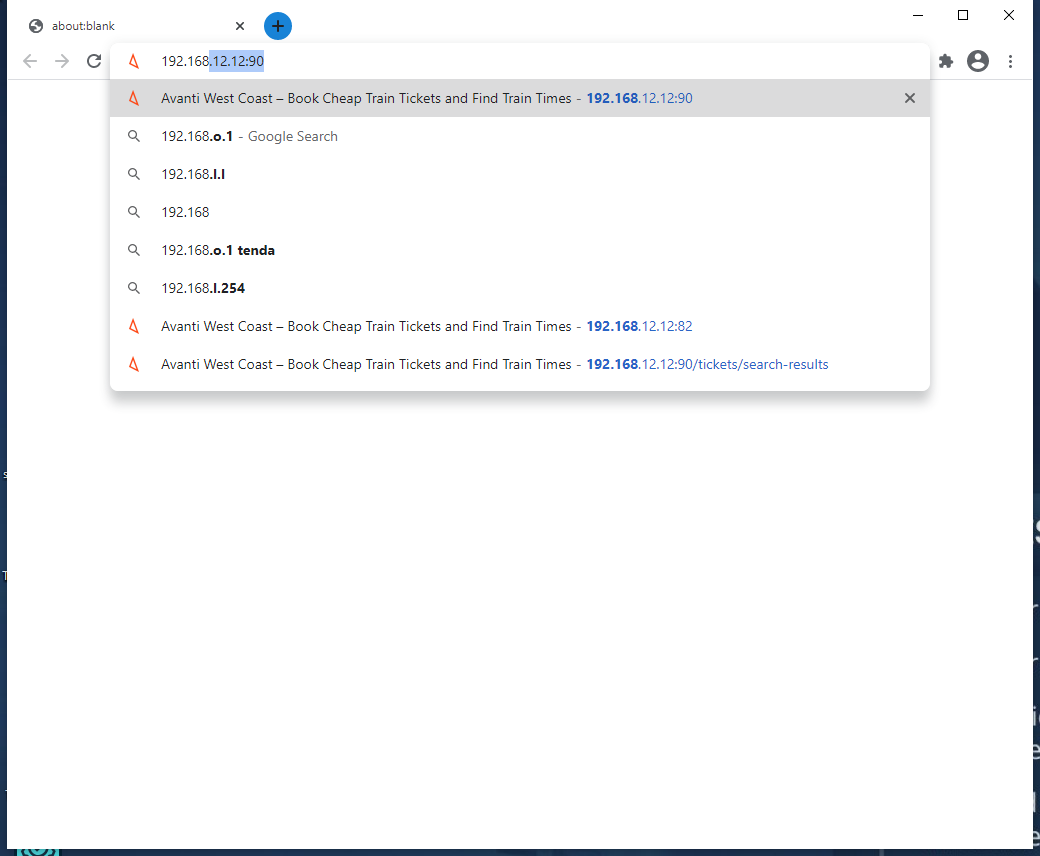 about:blank
192.168.12.12:90
Avanti West Coast – Book Cheap Train Tickets and Find Train Times - 192.168.12.12:90
192.168.o.1 - Google Search
192.168.l.l
192.168
192.168.o.1 tenda
192.168.l.254
Avanti West Coast – Book Cheap Train Tickets and Find Train Times - 192.168.12.12:82
Avanti West Coast – Book Cheap Train Tickets and Find Train Times - 192.168.12.12:90/tickets/search-results